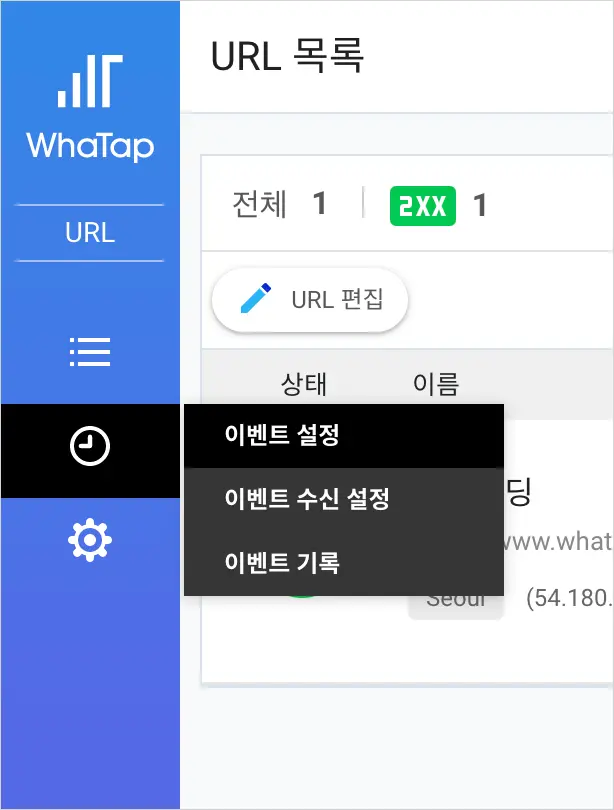 WhaTap
URL
URL 목록
전체 1 2XX 1
URL 편집
상태 이름
이벤트 설정
이벤트 수신 설정
이벤트 기록
딩
www.what
Seoul (54.180.